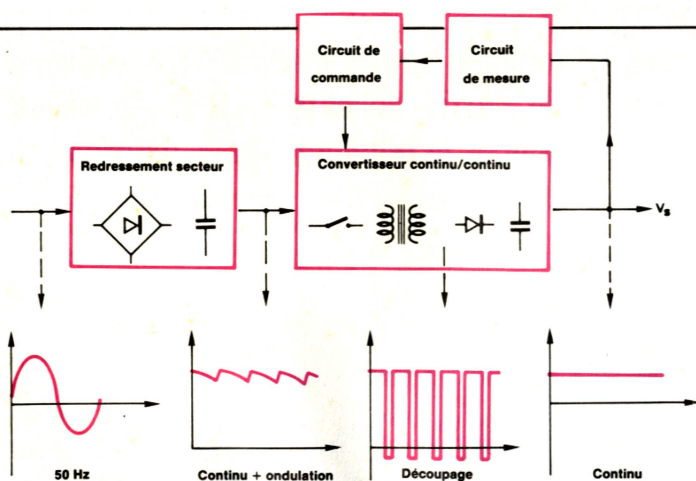 Circuit de
commande
Circuit
de mesure
Redressement secteur
Convertisseur continu/continu
Vs
50 Hz
Continu + ondulation
Découpage
Continu